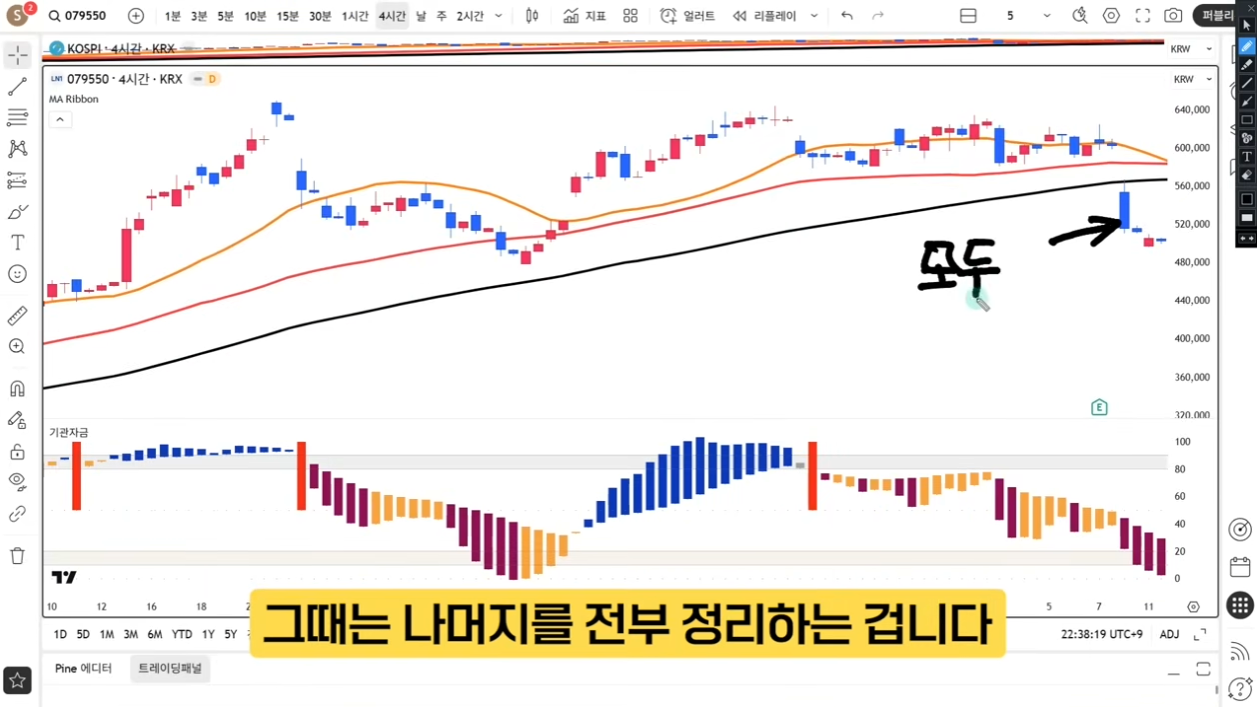 S 2 079550 1분 3분 5분 10분 15분 30분 1시간 4시간 날 주 2시간 지표 얼러트 리플레이 5 퍼블리
KOSPI · 4시간 · KRX KRW
LN1 079550 · 4시간 · KRX D KRW
MA Ribbon
640,000
600,000
560,000
520,000
480,000
440,000
400,000
360,000
320,000
모두
E
기관자금
100
80
60
40
20
0
10 12 16 18 5 7 11
그때는 나머지를 전부 정리하는 겁니다
1D 5D 1M 3M 6M YTD 1Y 5Y 22:38:19 UTC+9 ADJ
Pine 에디터 트레이딩패널